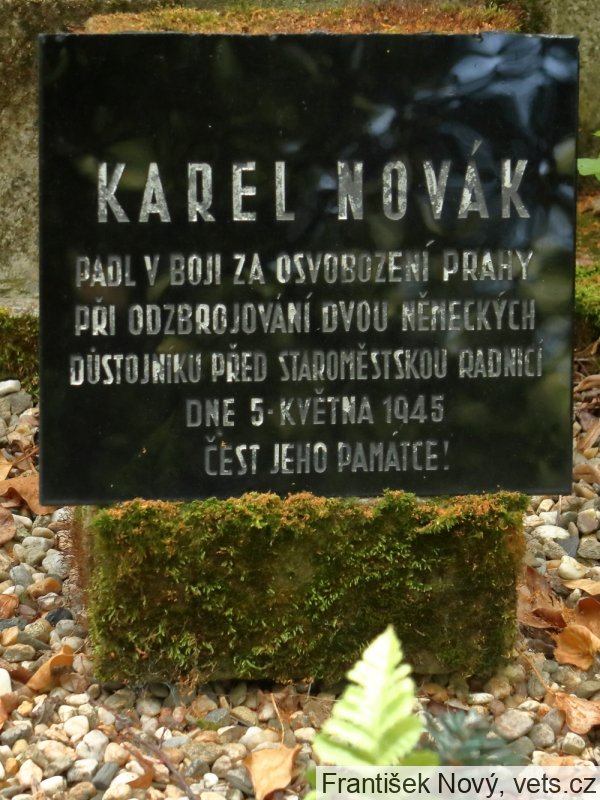 KAREL NOVÁK
PADL V BOJI ZA OSVOBOZENÍ PRAHY
PŘI ODZBROJOVÁNÍ DVOU NĚMECKÝCH
DŮSTOJNÍKU PŘED STAROMĚSTSKOU RADNICÍ
DNE 5. KVĚTNA 1945
ČEST JEHO PAMÁTCE!
František Nový, vets.cz